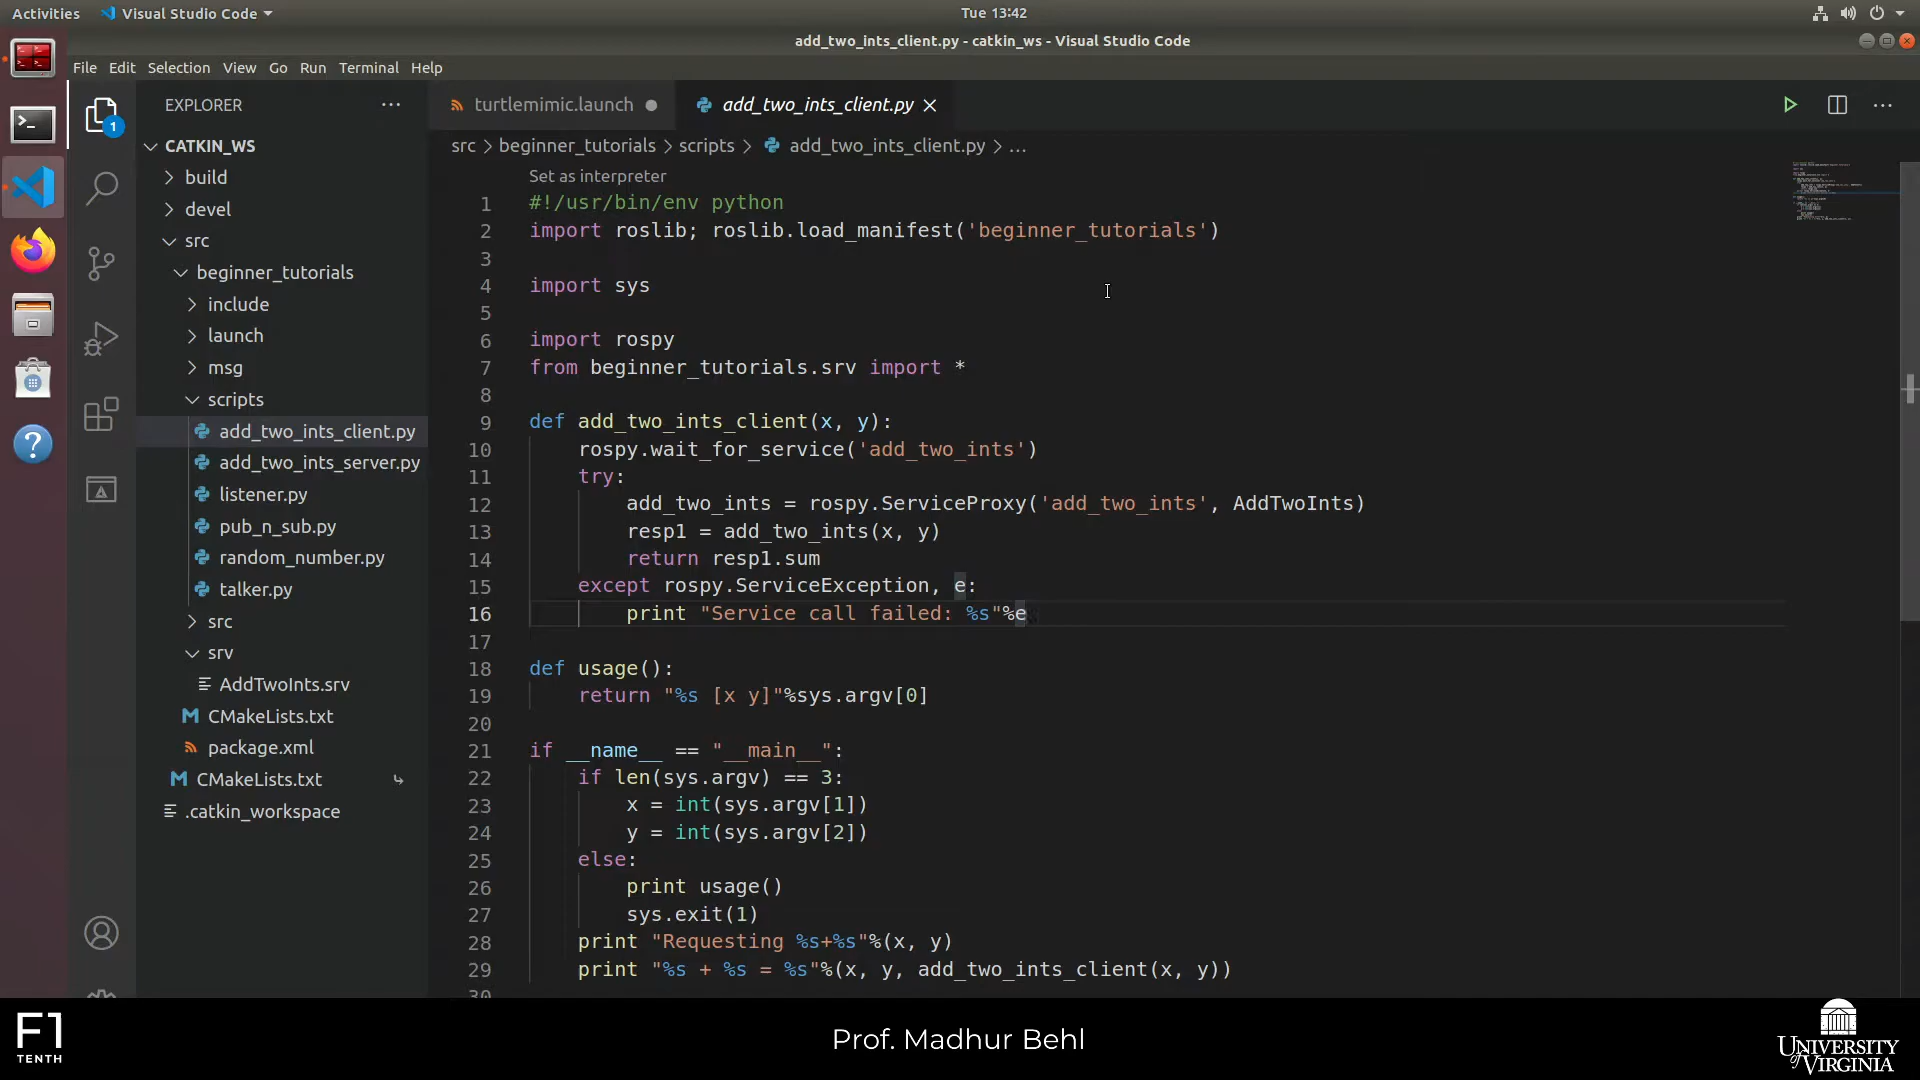 Activities
Visual Studio Code
Tue 13:42
add_two_ints_client.py - catkin_ws - Visual Studio Code
File Edit Selection View Go Run Terminal Help
EXPLORER
1
CATKIN_WS
build
devel
src
beginner_tutorials
include
launch
msg
scripts
add_two_ints_client.py
add_two_ints_server.py
listener.py
pub_n_sub.py
random_number.py
talker.py
src
srv
AddTwoInts.srv
CMakeLists.txt
package.xml
CMakeLists.txt
.catkin_workspace
turtlemimic.launch
add_two_ints_client.py
src > beginner_tutorials > scripts > add_two_ints_client.py > ...
Set as interpreter
1 #!/usr/bin/env python
2 import roslib; roslib.load_manifest('beginner_tutorials')
3
4 import sys
5
6 import rospy
7 from beginner_tutorials.srv import *
8
9 def add_two_ints_client(x, y):
10 rospy.wait_for_service('add_two_ints')
11 try:
12 add_two_ints = rospy.ServiceProxy('add_two_ints', AddTwoInts)
13 resp1 = add_two_ints(x, y)
14 return resp1.sum
15 except rospy.ServiceException, e:
16 print "Service call failed: %s"%e
17
18 def usage():
19 return "%s [x y]"%sys.argv[0]
20
21 if __name__ == "__main__":
22 if len(sys.argv) == 3:
23 x = int(sys.argv[1])
24 y = int(sys.argv[2])
25 else:
26 print usage()
27 sys.exit(1)
28 print "Requesting %s+%s"%(x, y)
29 print "%s + %s = %s"%(x, y, add_two_ints_client(x, y))
30
F1
TENTH
Prof. Madhur Behl
UNIVERSITY
of VIRGINIA